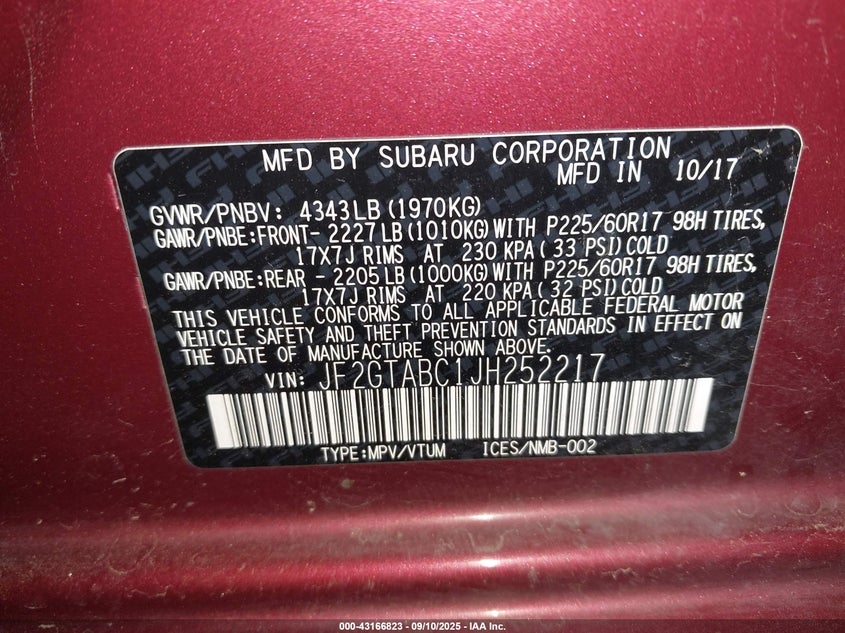 MFD BY SUBARU CORPORATION
MFD IN 10/17
GVWR/PNBV: 4343LB (1970KG)
GAWR/PNBE:FRONT- 2227LB (1010KG) WITH P225/60R17 98H TIRES,
17X7J RIMS AT 230 KPA ( 33 PSI) COLD
GAWR/PNBE:REAR - 2205LB (1000KG) WITH P225/60R17 98H TIRES,
17X7J RIMS AT 220 KPA ( 32 PSI) COLD
THIS VEHICLE CONFORMS TO ALL APPLICABLE FEDERAL MOTOR
VEHICLE SAFETY AND THEFT PREVENTION STANDARDS IN EFFECT ON
THE DATE OF MANUFACTURE SHOWN ABOVE.
VIN: JF2GTABC1JH252217
TYPE:MPV/VTUM ICES/NMB-002
000-43166823 - 09/10/2025 - IAA Inc.